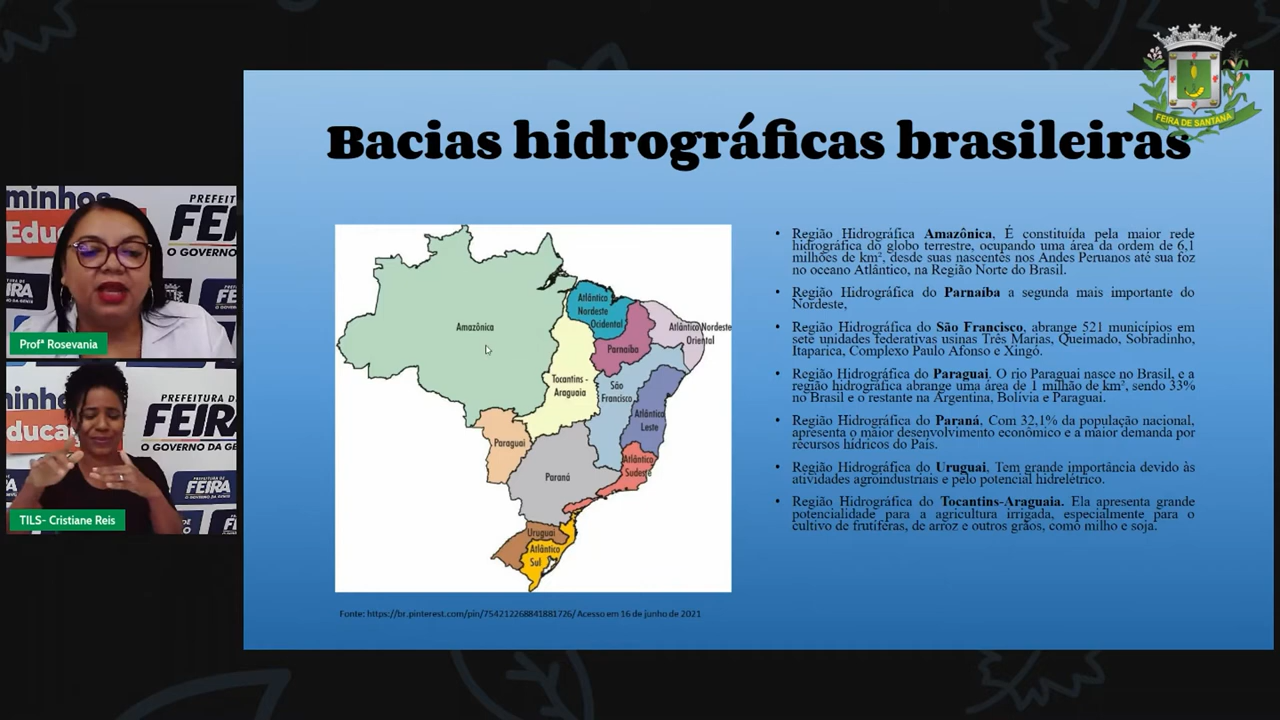 FEIRA DE SANTANA
Bacias hidrográficas brasileiras
minhos
Educ
PREFEIT
FEIR
O GOVERNO
Profª Rosevania
minho
ducaç
PREFEITURA D
FEIRA
O GOVERNO DA GE
FEIRA
TILS- Cristiane Reis
Amazônica
Atlântico
Nordeste
Ocidental
Atlântico Nordeste
Oriental
Parnaíba
Tocantins -
Araguaia
São
Francisco
Atlântico
Leste
Paraguai
Atlântico
Sudeste
Paraná
Uruguai
Atlântico
Sul
Fonte: https://br.pinterest.com/pin/754212268841881726/ Acesso em 16 de junho de 2021
• Região Hidrográfica Amazônica, É constituída pela maior rede
hidrográfica do globo terrestre, ocupando uma área da ordem de 6,1
milhões de km², desde suas nascentes nos Andes Peruanos até sua foz
no oceano Atlântico, na Região Norte do Brasil.
• Região Hidrográfica do Parnaíba a segunda mais importante do
Nordeste,
• Região Hidrográfica do São Francisco, abrange 521 municípios em
sete unidades federativas usinas Três Marias, Queimado, Sobradinho,
Itaparica, Complexo Paulo Afonso e Xingó.
• Região Hidrográfica do Paraguai. O rio Paraguai nasce no Brasil, e a
região hidrográfica abrange uma área de 1 milhão de km², sendo 33%
no Brasil e o restante na Argentina, Bolívia e Paraguai.
• Região Hidrográfica do Paraná, Com 32,1% da população nacional,
apresenta o maior desenvolvimento econômico e a maior demanda por
recursos hídricos do País.
• Região Hidrográfica do Uruguai. Tem grande importância devido às
atividades agroindustriais e pelo potencial hidrelétrico.
• Região Hidrográfica do Tocantins-Araguaia. Ela apresenta grande
potencialidade para a agricultura irrigada, especialmente para o
cultivo de frutíferas, de arroz e outros grãos, como milho e soja.